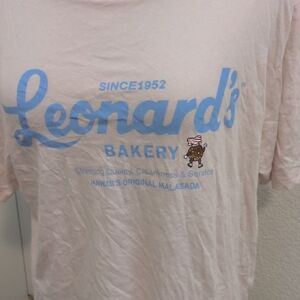 SINCE1952
Leonard's
BAKERY
Quality, Cleanliness & Service
HAWAII'S ORIGINAL MALASADA